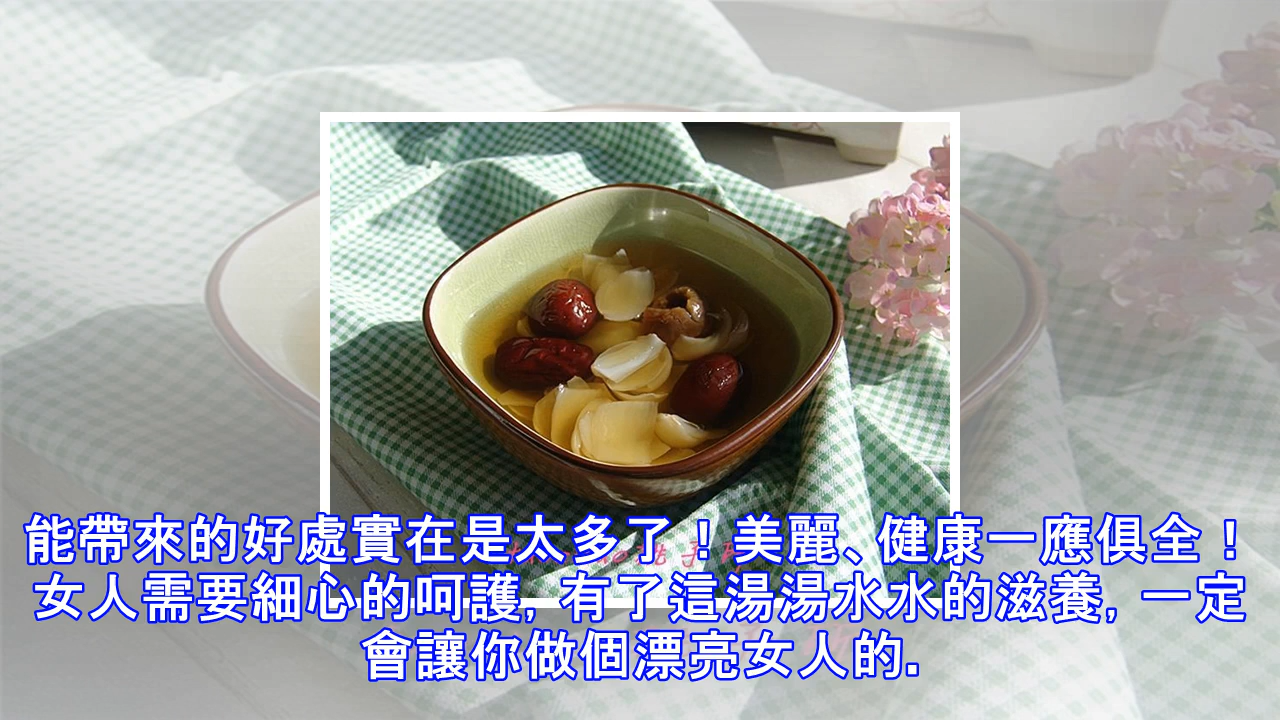 能帶來的好處實在是太多了！美麗、健康一應俱全！
女人需要細心的呵護, 有了這湯湯水水的滋養, 一定
會讓你做個漂亮女人的.